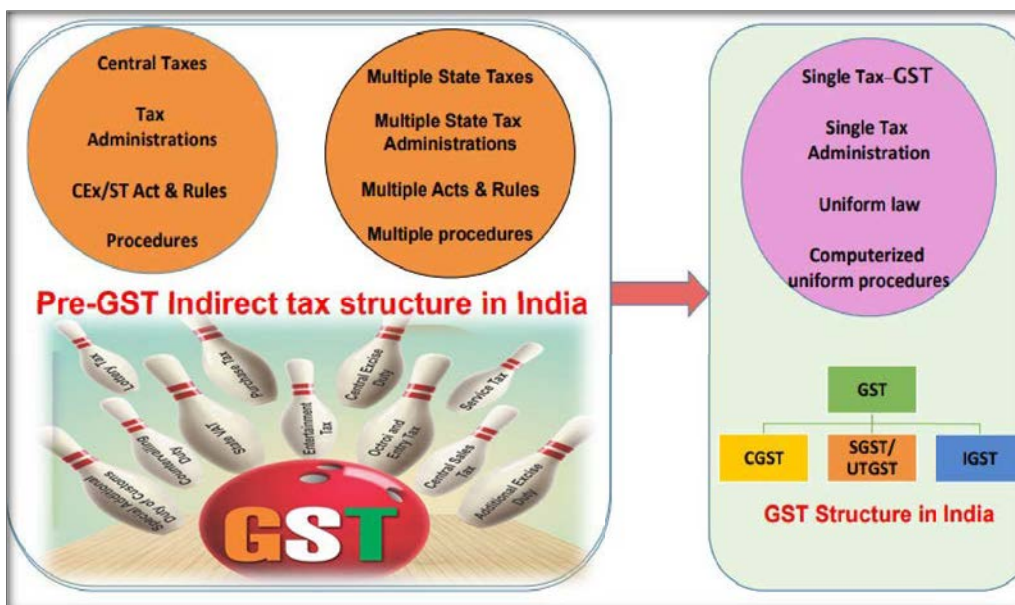 Central Taxes
Tax
Administrations
CEx/ST Act & Rules
Procedures
Multiple State Taxes
Multiple State Tax
Administrations
Multiple Acts & Rules
Multiple procedures
Pre-GST Indirect tax structure in India
Lottery Tax
Purchase Tax
Central Excise
Duty
Service Tax
Countervailing
Duty
State VAT
Entertainment
Tax
Octroi and
Entry Tax
Central Sales
Tax
Special Additional
Duty of Customs
Additional Excise
Duty
GST
Single Tax-GST
Single Tax
Administration
Uniform law
Computerized
uniform procedures
GST
CGST
SGST/
UTGST
IGST
GST Structure in India